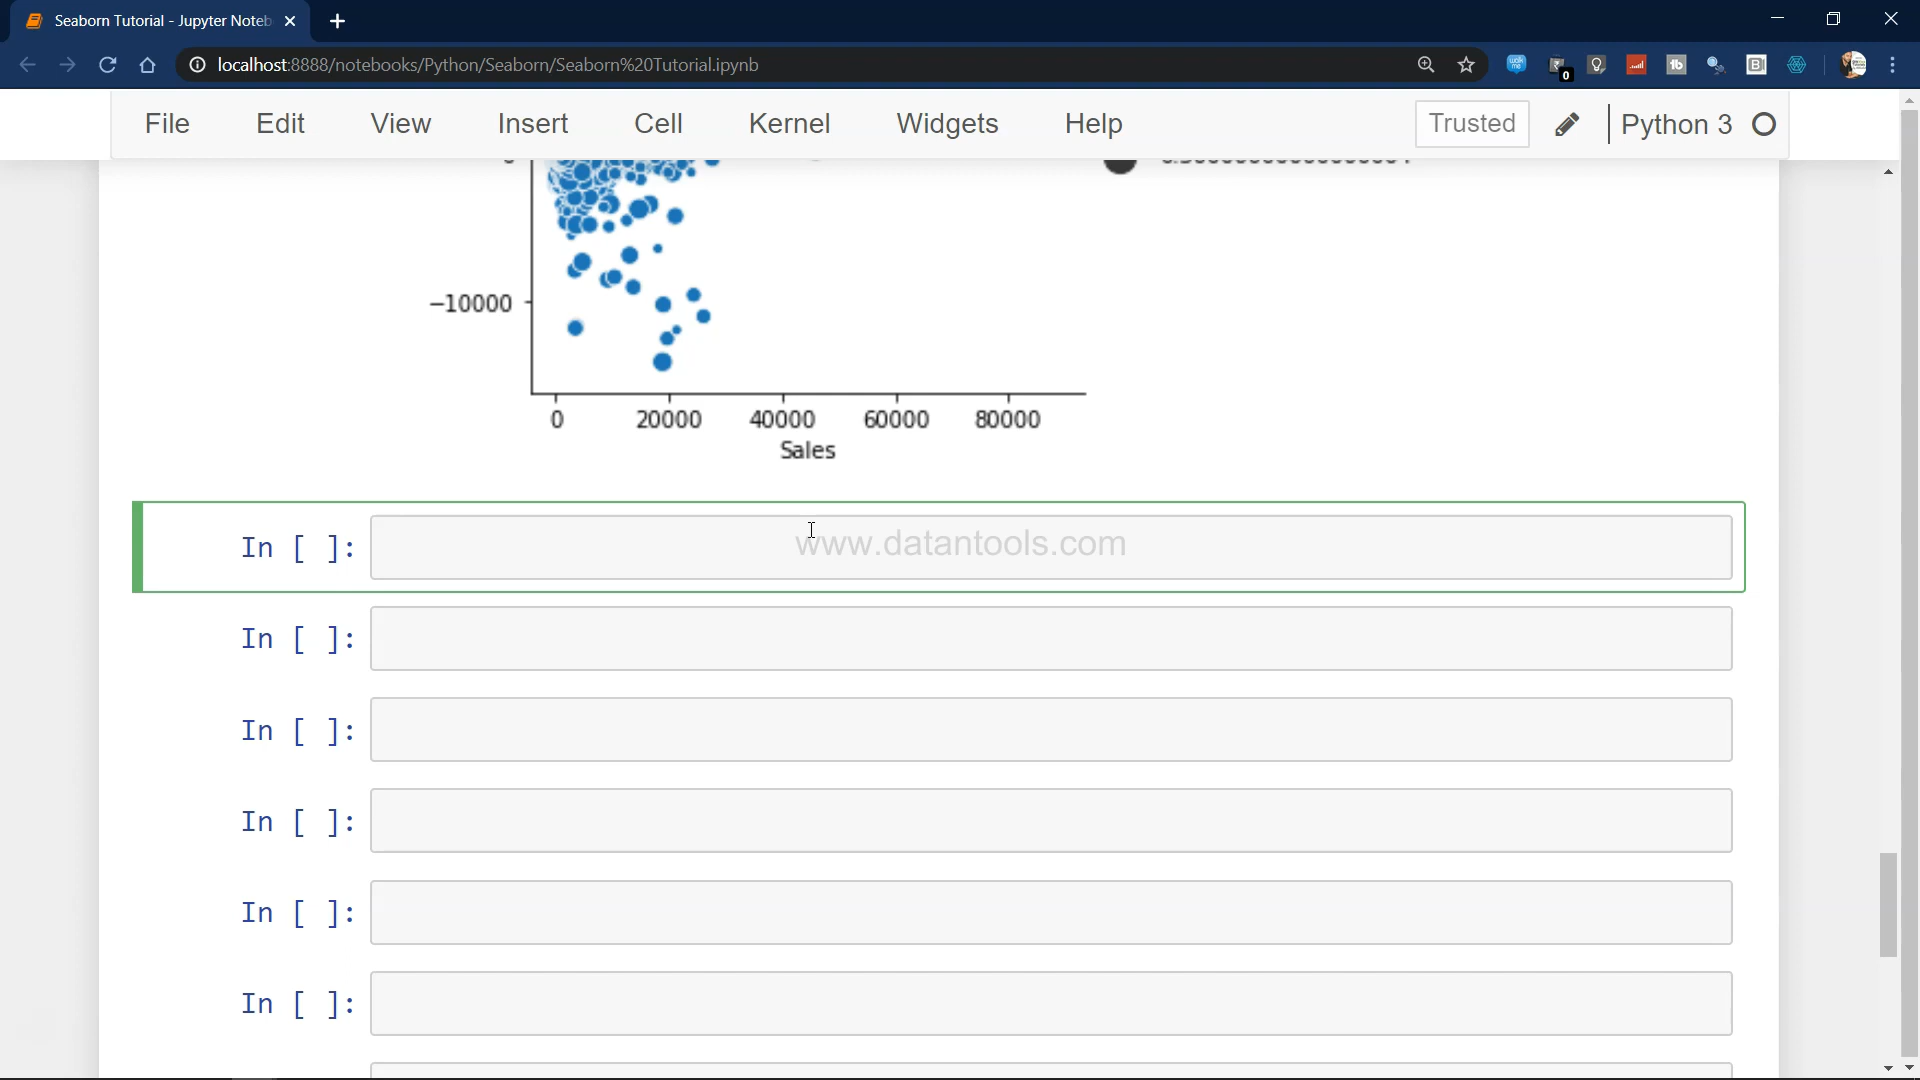 Seaborn Tutorial - Jupyter Noteb
localhost:8888/notebooks/Python/Seaborn/Seaborn%20Tutorial.ipynb
0
File Edit View Insert Cell Kernel Widgets Help Trusted Python 3
−10000
0 20000 40000 60000 80000
Sales
In [ ]:
www.datantools.com
In [ ]:
In [ ]:
In [ ]:
In [ ]:
In [ ]: